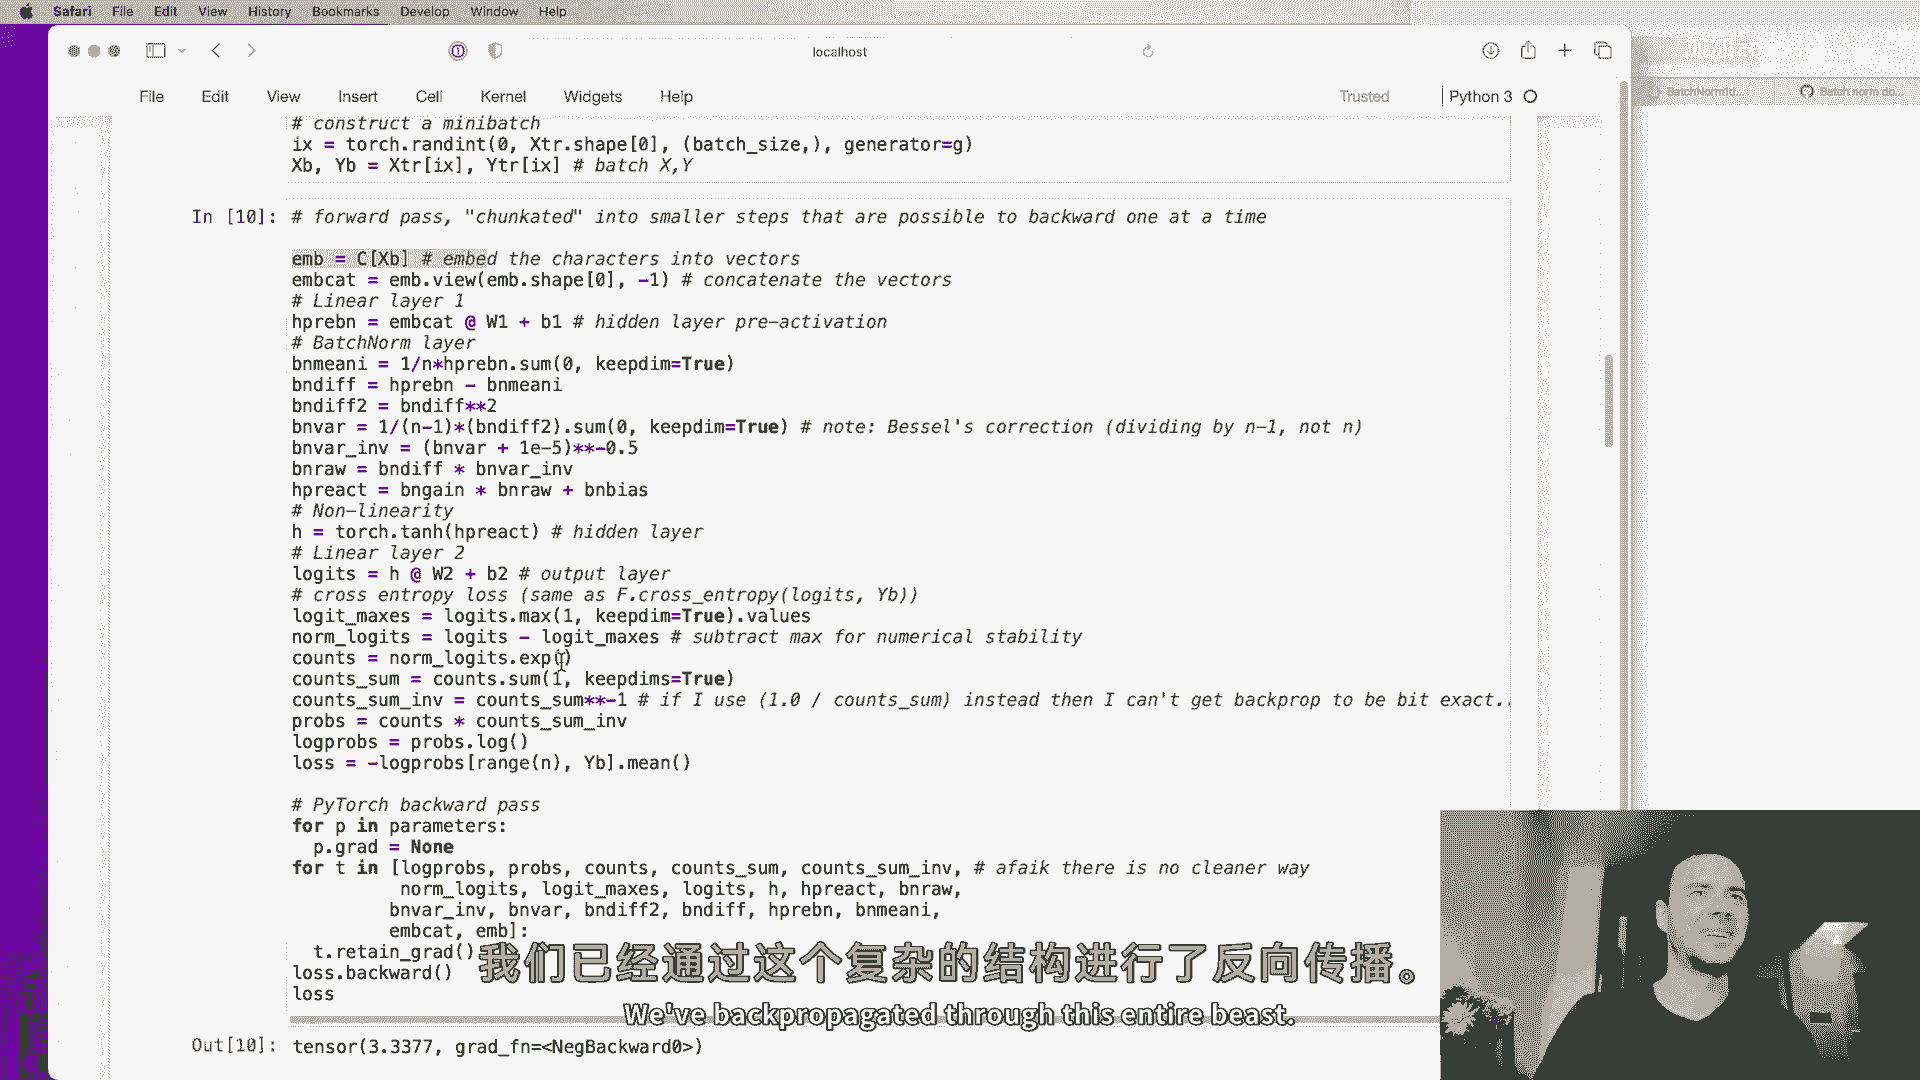 Safari File Edit View History Bookmarks Develop Window Help
localhost
File Edit View Insert Cell Kernel Widgets Help Trusted Python 3
BatchNorm1d... Batch norm do...
# construct a minibatch
ix = torch.randint(0, Xtr.shape[0], (batch_size,), generator=g)
Xb, Yb = Xtr[ix], Ytr[ix] # batch X,Y
In [10]: # forward pass, "chunkated" into smaller steps that are possible to backward one at a time
emb = C[Xb] # embed the characters into vectors
embcat = emb.view(emb.shape[0], -1) # concatenate the vectors
# Linear layer 1
hprebn = embcat @ W1 + b1 # hidden layer pre-activation
# BatchNorm layer
bnmeani = 1/n*hprebn.sum(0, keepdim=True)
bndiff = hprebn - bnmeani
bndiff2 = bndiff**2
bnvar = 1/(n-1)*(bndiff2).sum(0, keepdim=True) # note: Bessel's correction (dividing by n-1, not n)
bnvar_inv = (bnvar + 1e-5)**-0.5
bnraw = bndiff * bnvar_inv
hpreact = bngain * bnraw + bnbias
# Non-linearity
h = torch.tanh(hpreact) # hidden layer
# Linear layer 2
logits = h @ W2 + b2 # output layer
# cross entropy loss (same as F.cross_entropy(logits, Yb))
logit_maxes = logits.max(1, keepdim=True).values
norm_logits = logits - logit_maxes # subtract max for numerical stability
counts = norm_logits.exp()
counts_sum = counts.sum(1, keepdims=True)
counts_sum_inv = counts_sum**-1 # if I use (1.0 / counts_sum) instead then I can't get backprop to be bit exact..
probs = counts * counts_sum_inv
logprobs = probs.log()
loss = -logprobs[range(n), Yb].mean()
# PyTorch backward pass
for p in parameters:
p.grad = None
for t in [logprobs, probs, counts, counts_sum, counts_sum_inv, # afaik there is no cleaner way
norm_logits, logit_maxes, logits, h, hpreact, bnraw,
bnvar_inv, bnvar, bndiff2, bndiff, hprebn, bnmeani,
embcat, emb]:
t.retain_grad()
loss.backward()
loss
我们已经通过这个复杂的结构进行了反向传播。
We've backpropagated through this entire beast.
Out[10]: tensor(3.3377, grad_fn=<NegBackward0>)